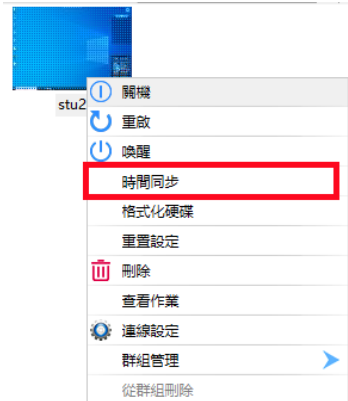 stu2
關機
重啟
喚醒
時間同步
格式化硬碟
重置設定
刪除
查看作業
連線設定
群組管理
從群組刪除